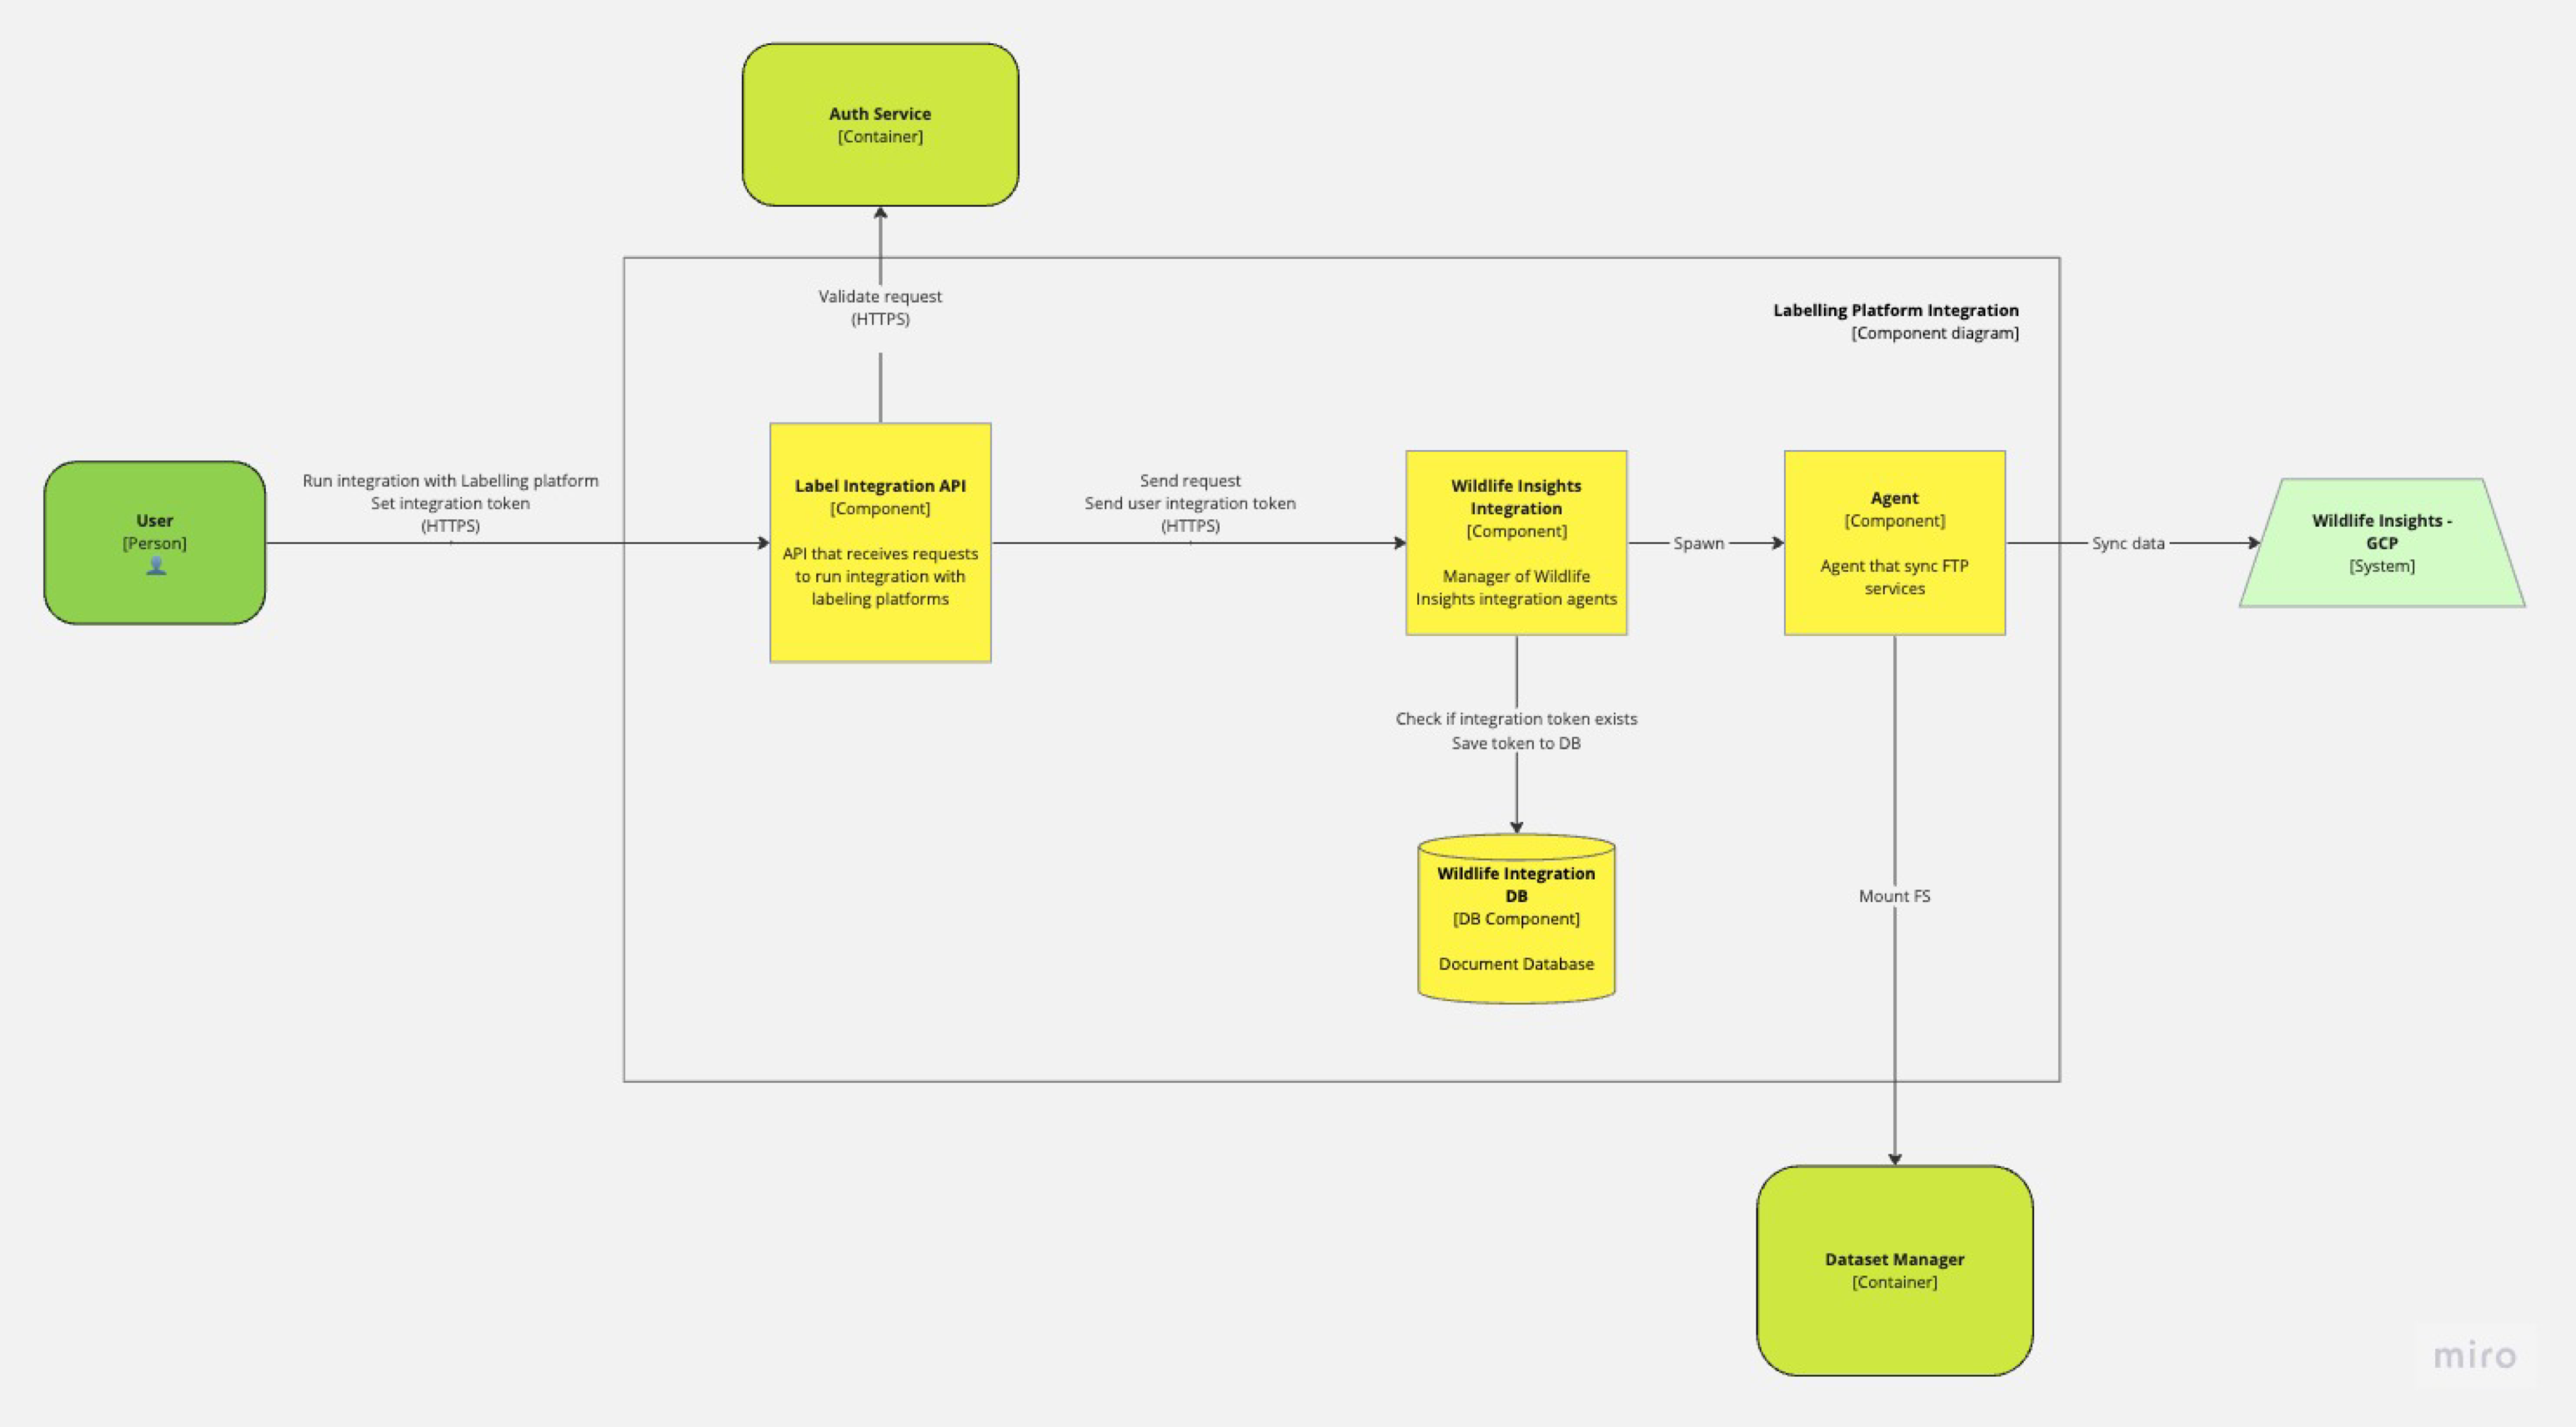 Auth Service
[Container]
Validate request
(HTTPS)
Labelling Platform Integration
[Component diagram]
User
[Person]
Run integration with Labelling platform
Set integration token
(HTTPS)
Label Integration API
[Component]
API that receives requests
to run integration with
labeling platforms
Send request
Send user integration token
(HTTPS)
Wildlife Insights
Integration
[Component]
Manager of Wildlife
Insights integration agents
Spawn
Agent
[Component]
Agent that sync FTP
services
Sync data
Wildlife Insights -
GCP
[System]
Check if integration token exists
Save token to DB
Wildlife Integration
DB
[DB Component]
Document Database
Mount FS
Dataset Manager
[Container]
miro